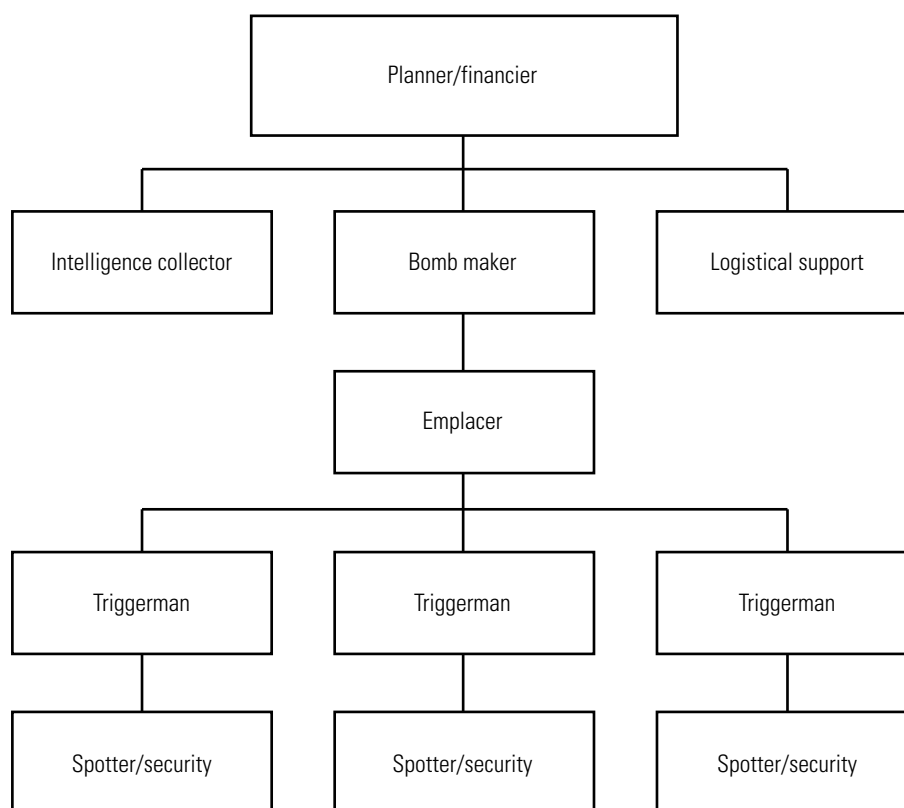 Planner/financier
Intelligence collector
Bomb maker
Logistical support
Emplacer
Triggerman
Triggerman
Triggerman
Spotter/security
Spotter/security
Spotter/security